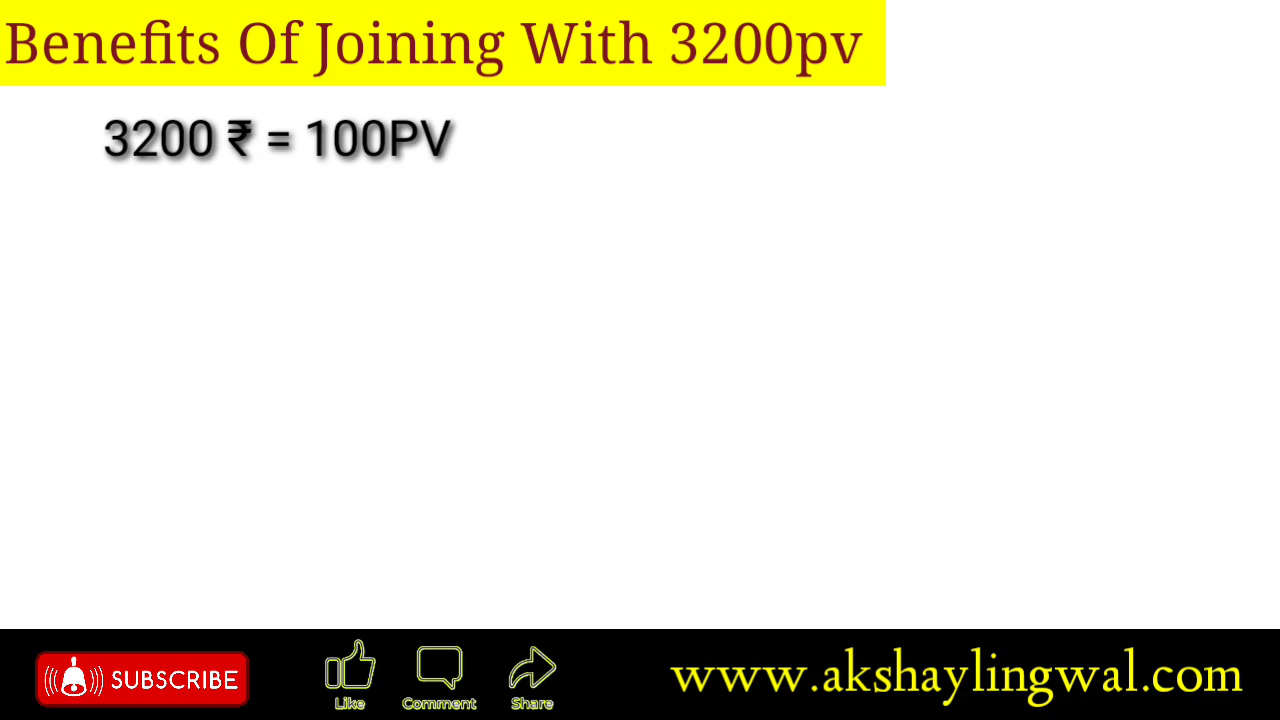 Benefits Of Joining With 3200pv
3200 ₹ = 100PV
SUBSCRIBE
Like Comment Share
www.akshaylingwal.com